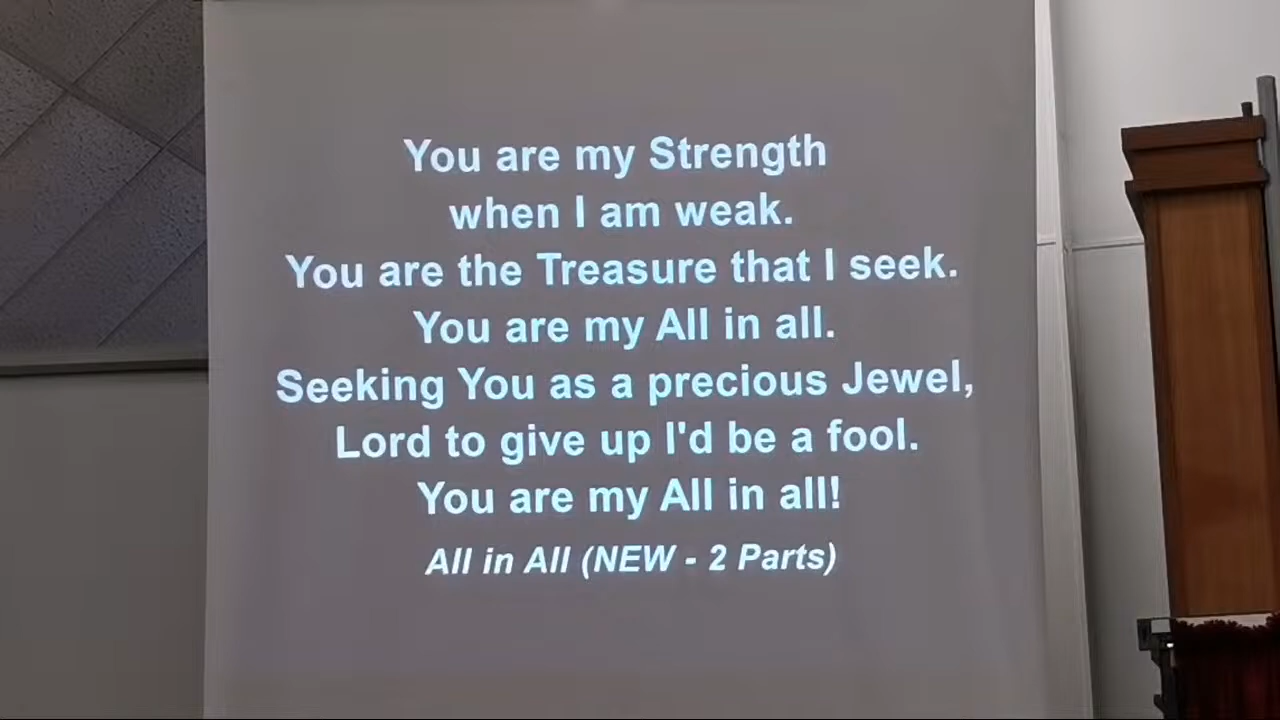 You are my Strength
when I am weak.
You are the Treasure that I seek.
You are my All in all.
Seeking You as a precious Jewel,
Lord to give up I'd be a fool.
You are my All in all!
All in All (NEW - 2 Parts)